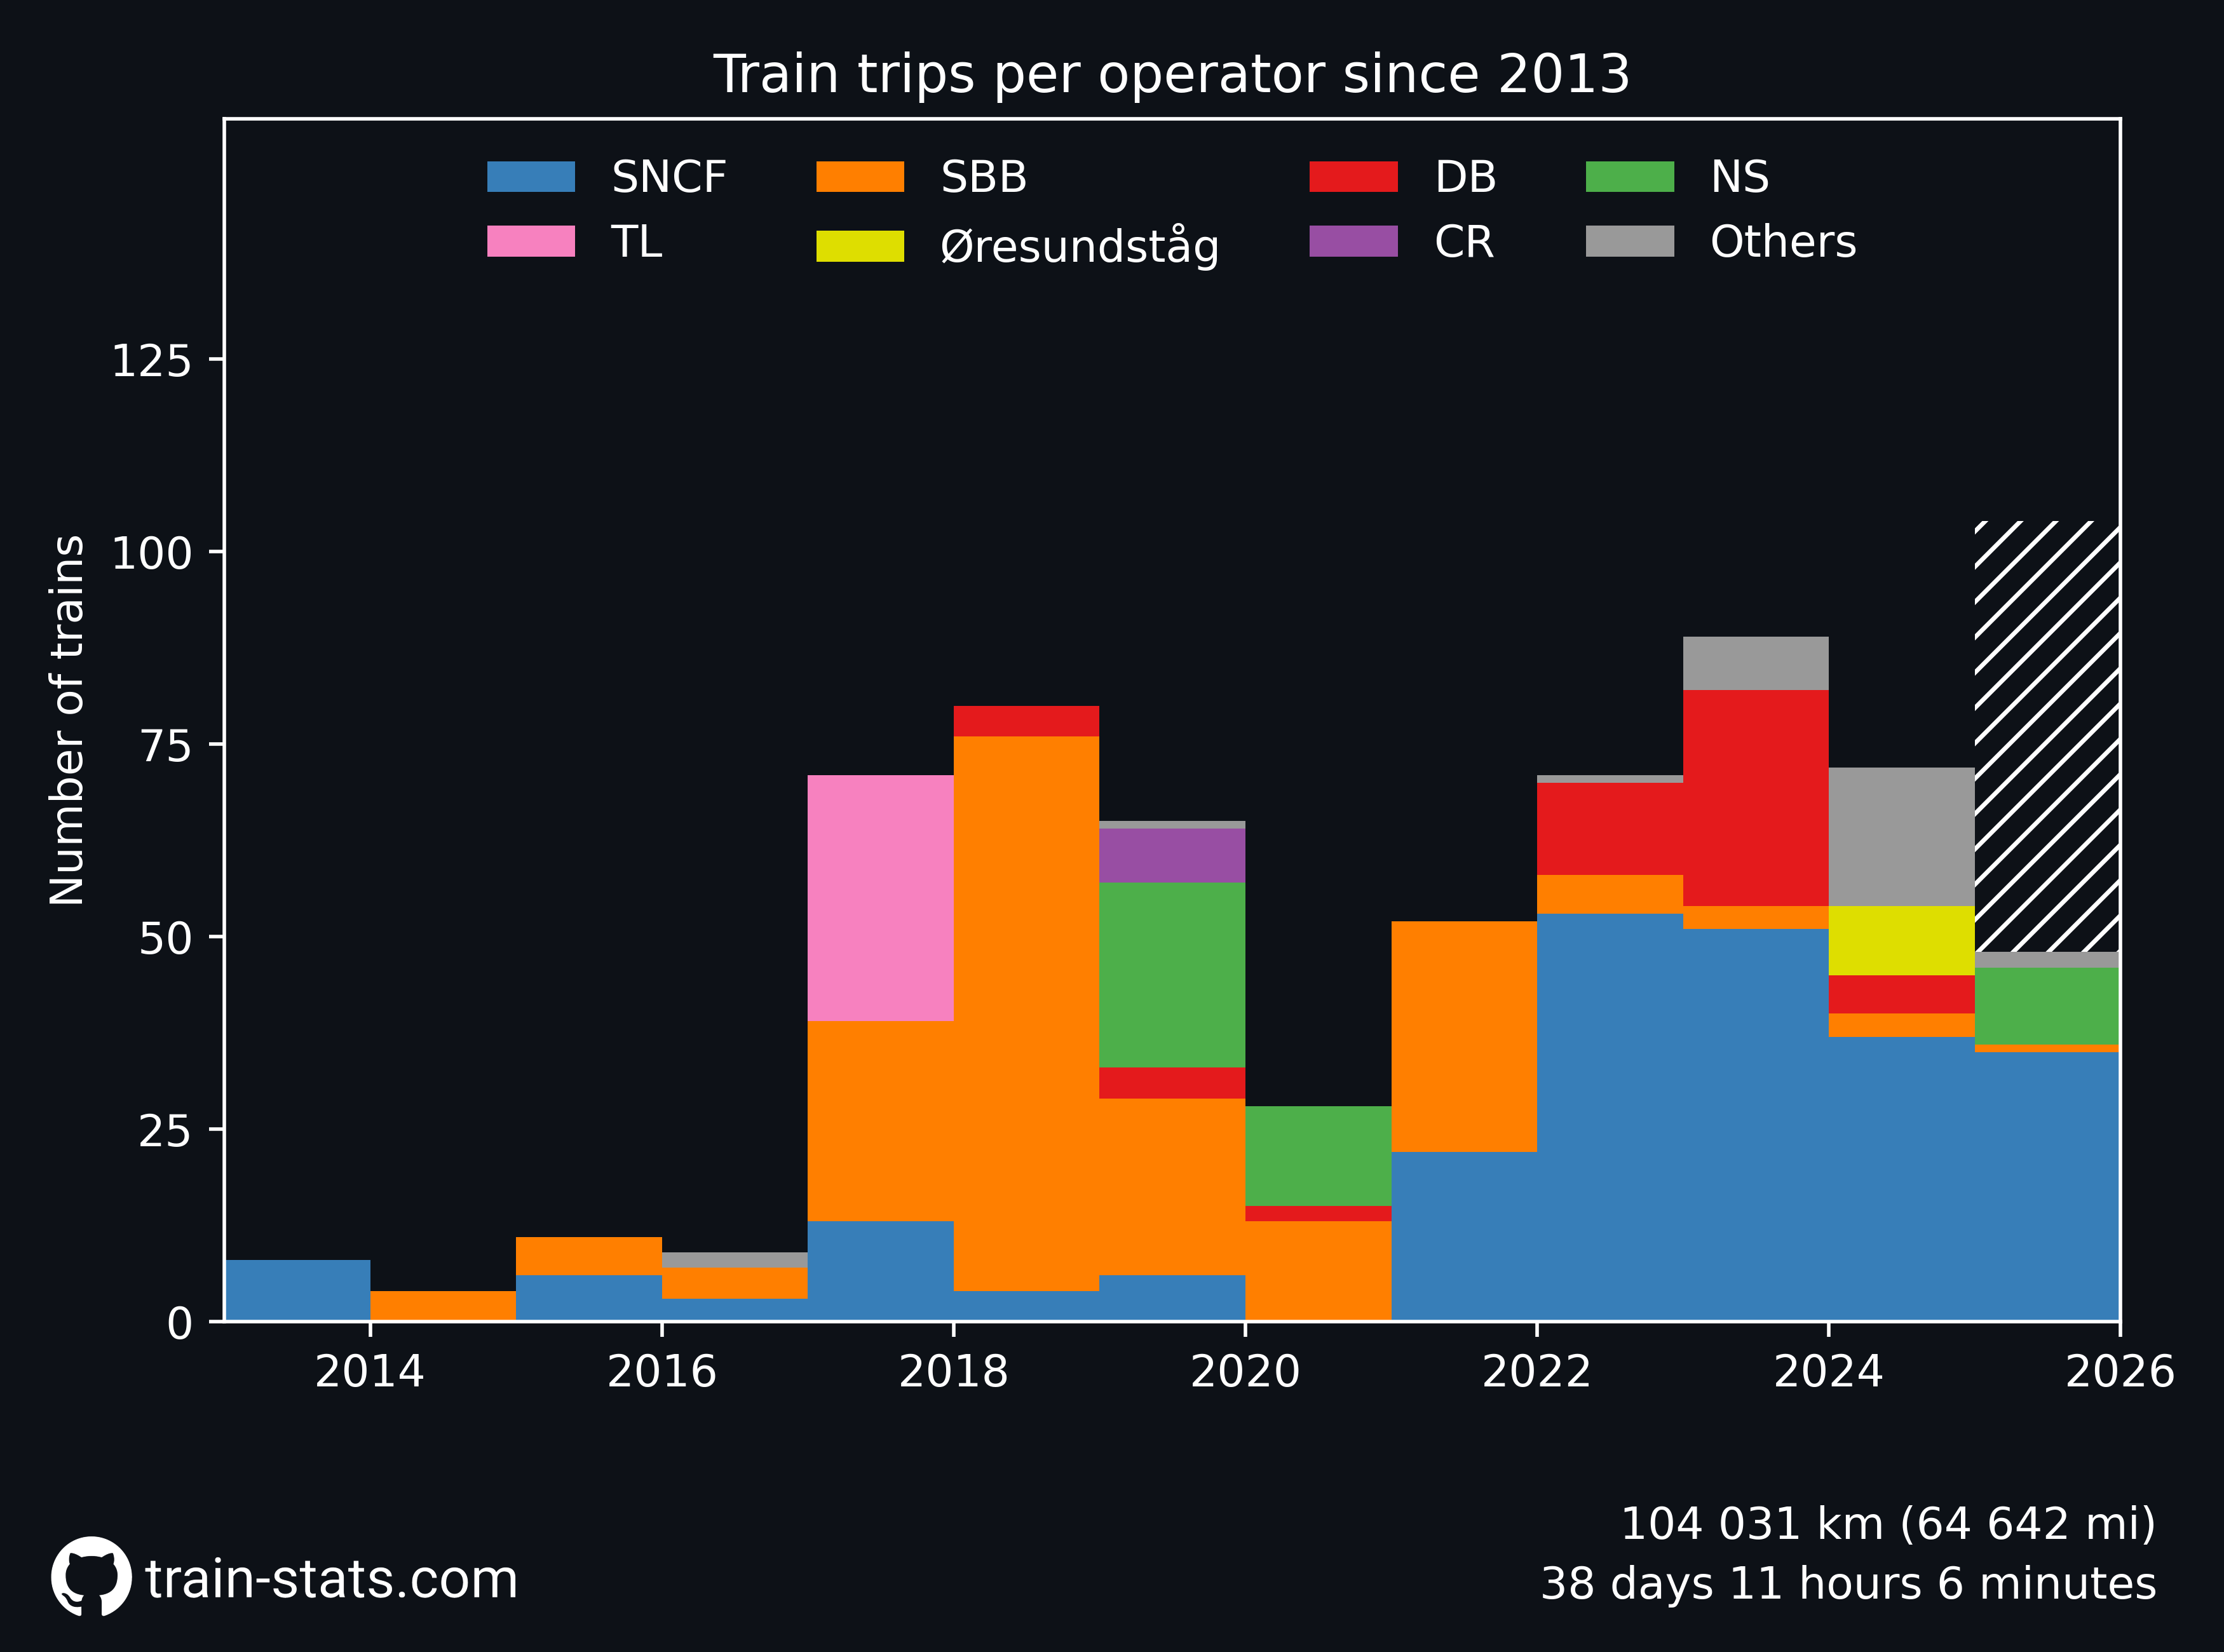 Train trips per operator since 2013
SNCF SBB DB NS
TL Øresundståg CR Others
Number of trains
125
100
75
50
25
0
2014 2016 2018 2020 2022 2024 2026
104 031 km (64 642 mi)
38 days 11 hours 6 minutes
train-stats.com